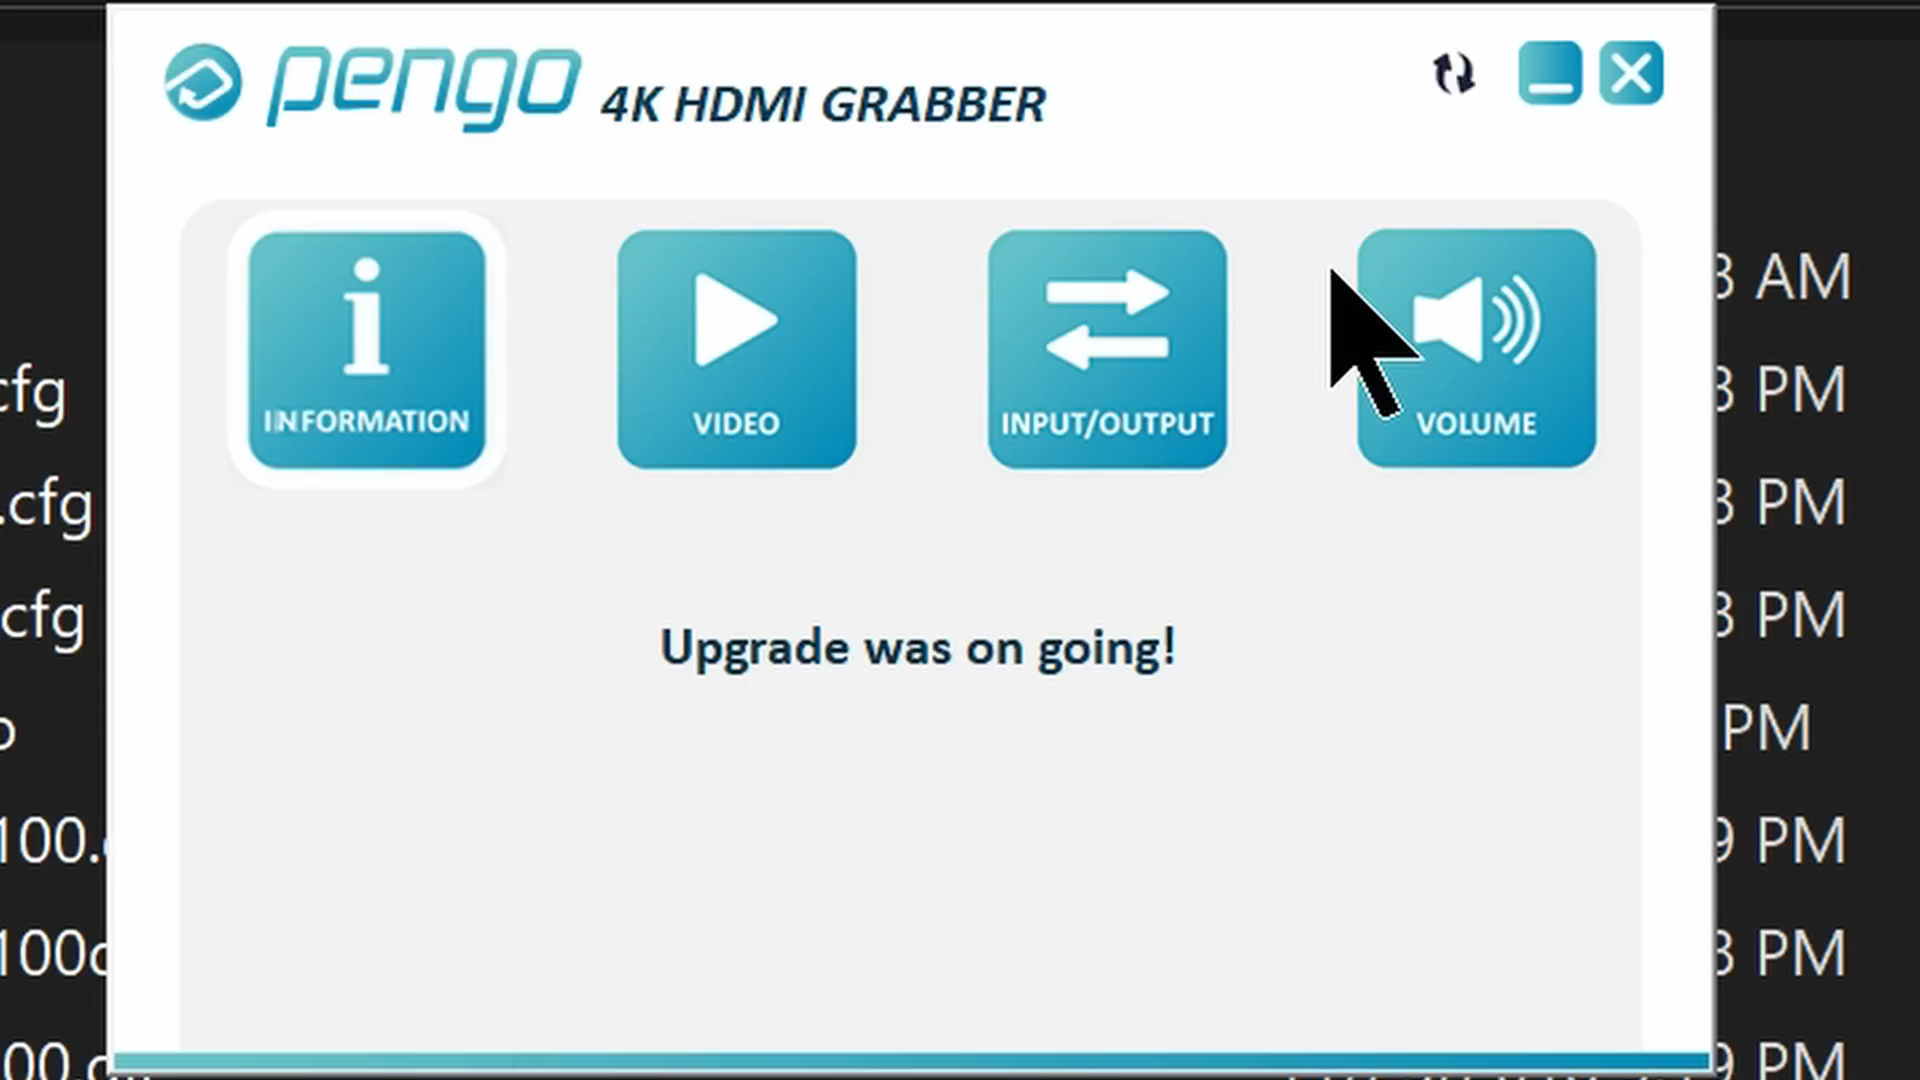 pengo 4K HDMI GRABBER
INFORMATION
VIDEO
INPUT/OUTPUT
VOLUME
Upgrade was on going!
AM
cfg
PM
.cfg
PM
cfg
PM
PM
100.
PM
100
PM
00.
PM